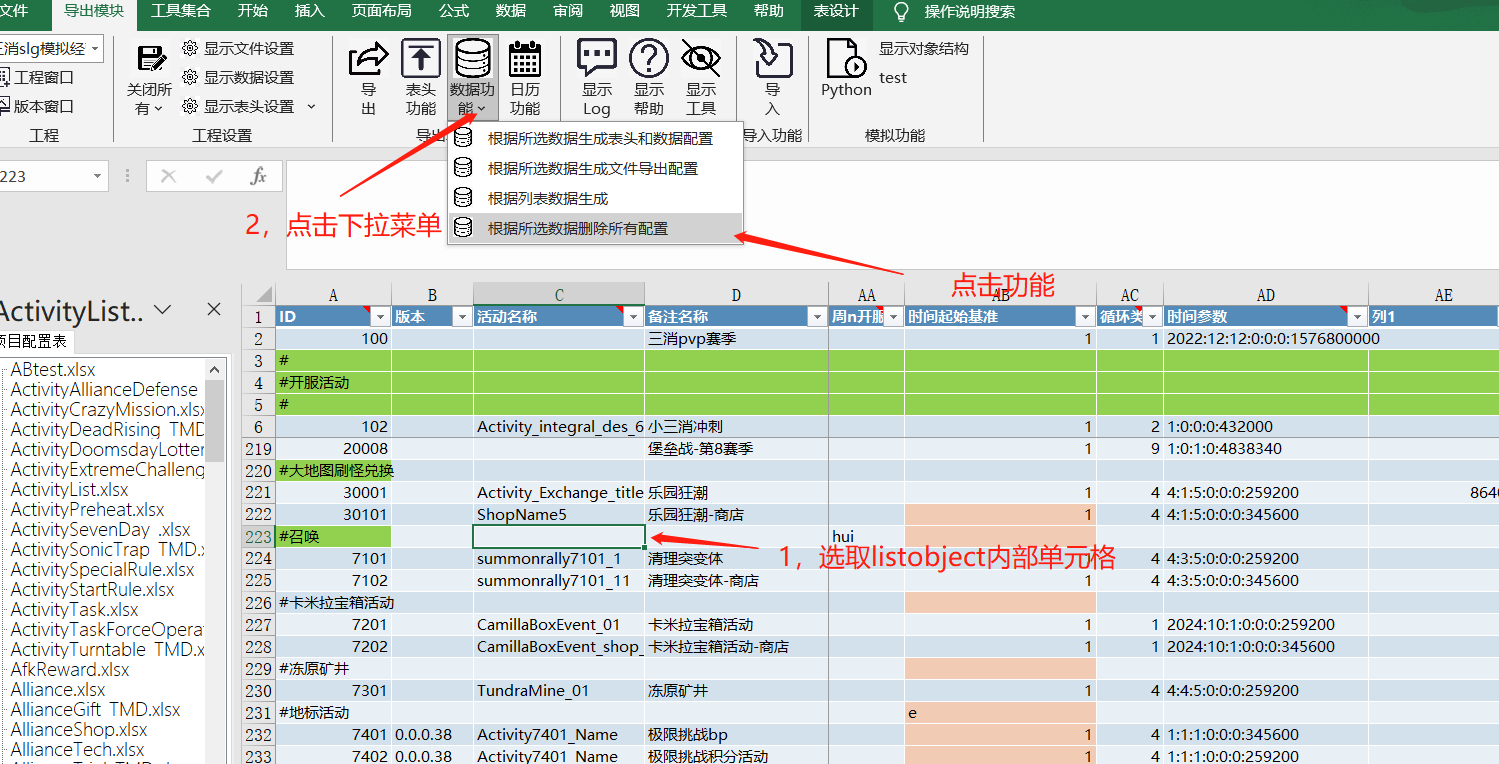 文件 导出模块 工具集合 开始 插入 页面布局 公式 数据 审阅 视图 开发工具 帮助 表设计 操作说明搜索
三消slg模拟经
工程窗口
版本窗口
工程
关闭所有
显示文件设置
显示数据设置
显示表头设置
工程设置
导出
表头功能
数据功能
日历功能
导出
显示Log
显示帮助
显示工具
导入
导入功能
Python
显示对象结构
test
模拟功能
根据所选数据生成表头和数据配置
根据所选数据生成文件导出配置
根据列表数据生成
根据所选数据删除所有配置
223
fx
2，点击下拉菜单
点击功能
1，选取listobject内部单元格
ActivityList..
项目配置表
ABtest.xlsx
ActivityAllianceDefense
ActivityCrazyMission.xlsx
ActivityDeadRising_TMD
ActivityDoomsdayLotter
ActivityExtremeChalleng
ActivityList.xlsx
ActivityPreheat.xlsx
ActivitySevenDay_.xlsx
ActivitySonicTrap_TMD.x
ActivitySpecialRule.xlsx
ActivityStartRule.xlsx
ActivityTask.xlsx
ActivityTaskForceOpera
ActivityTurntable_TMD.x
AfkReward.xlsx
Alliance.xlsx
AllianceGift_TMD.xlsx
AllianceShop.xlsx
AllianceTech.xlsx
A B C D AA AB AC AD AE
1 ID 版本 活动名称 备注名称 周n开服 时间起始基准 循环类 时间参数 列1
2 100 三消pvp赛季 1 1 2022:12:12:0:0:0:1576800000
3 #
4 #开服活动
5 #
6 102 Activity_integral_des_6 小三消冲刺 1 2 1:0:0:0:432000
219 20008 堡垒战-第8赛季 1 9 1:0:1:0:4838340
220 #大地图刷怪兑换
221 30001 Activity_Exchange_title 乐园狂潮 1 4 4:1:5:0:0:0:259200 8640
222 30101 ShopName5 乐园狂潮-商店 1 4 4:1:5:0:0:0:345600
223 #召唤 hui
224 7101 summonrally7101_1 清理突变体 4 4:3:5:0:0:0:259200
225 7102 summonrally7101_11 清理突变体-商店 1 4 4:3:5:0:0:0:345600
226 #卡米拉宝箱活动
227 7201 CamillaBoxEvent_01 卡米拉宝箱活动 1 1 2024:10:1:0:0:0:259200
228 7202 CamillaBoxEvent_shop_ 卡米拉宝箱活动-商店 1 1 2024:10:1:0:0:0:345600
229 #冻原矿井
230 7301 TundraMine_01 冻原矿井 1 4 4:4:5:0:0:0:259200
231 #地标活动 e
232 7401 0.0.0.38 Activity7401_Name 极限挑战bp 1 4 1:1:1:0:0:0:345600
233 7402 0.0.0.38 Activity7402_Name 极限挑战积分活动 1 4 1:1:1:0:0:0:259200